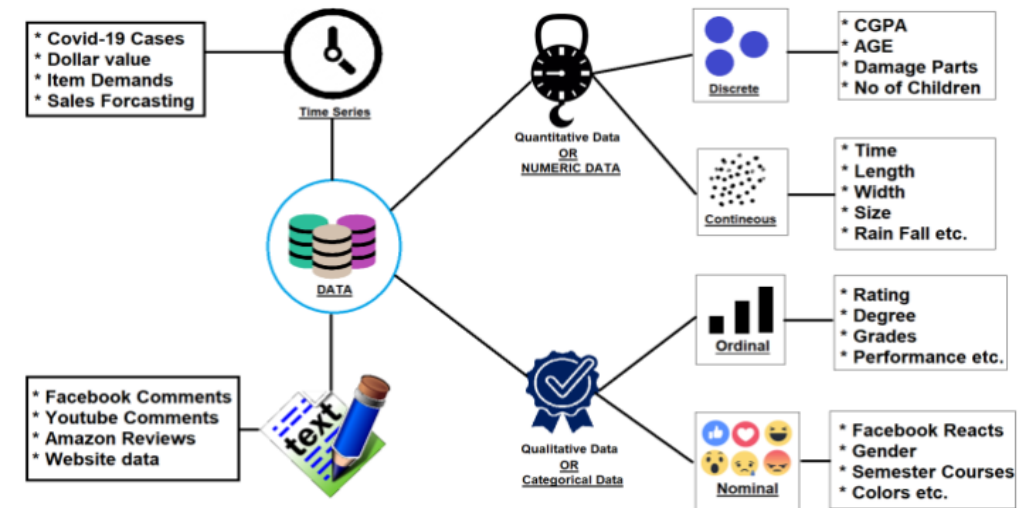 * Covid-19 Cases
* Dollar value
* Item Demands
* Sales Forcasting
Time Series
DATA
* Facebook Comments
* Youtube Comments
* Amazon Reviews
* Website data
text
Quantitative Data
OR
NUMERIC DATA
Discrete
* CGPA
* AGE
* Damage Parts
* No of Children
Contineous
* Time
* Length
* Width
* Size
* Rain Fall etc.
Qualitative Data
OR
Categorical Data
Ordinal
* Rating
* Degree
* Grades
* Performance etc.
Nominal
* Facebook Reacts
* Gender
* Semester Courses
* Colors etc.